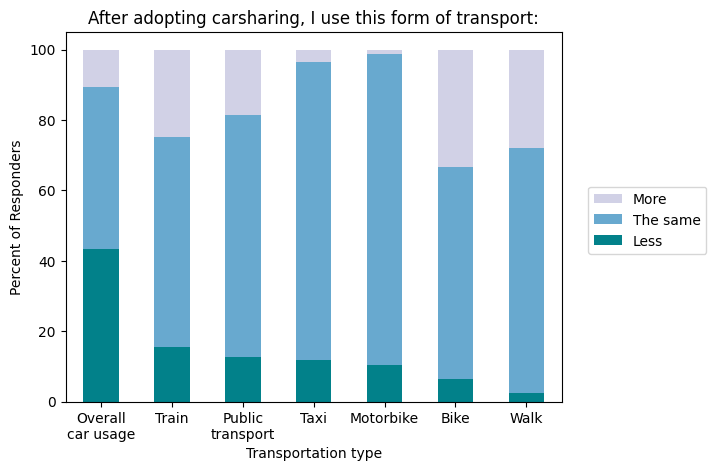 After adopting carsharing, I use this form of transport:
Percent of Responders
100
80
60
40
20
0
Overall
car usage
Train
Public
transport
Taxi
Motorbike
Bike
Walk
Transportation type
More
The same
Less